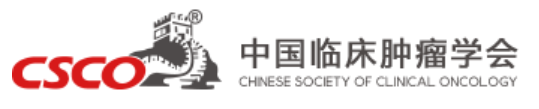 CSCO®
中国临床肿瘤学会
CHINESE SOCIETY OF CLINICAL ONCOLOGY